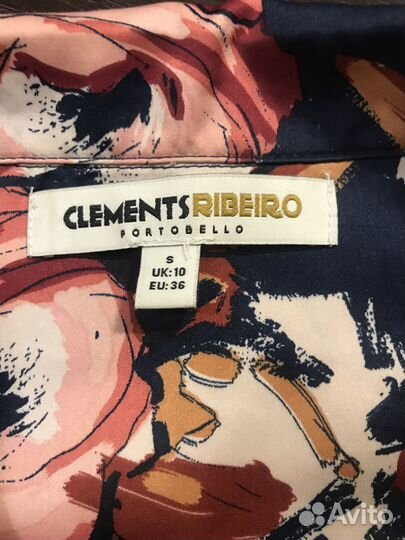 CLEMENTS RIBEIRO
PORTOBELLO
S
UK: 10
EU: 36
Avito